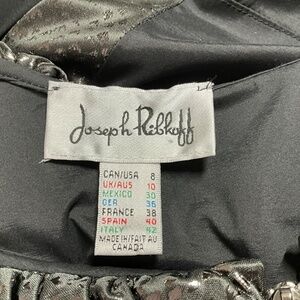 Joseph Ribkoff
CAN/USA 8
UK/AUS 10
MEXICO 30
GER 36
FRANCE 38
SPAIN 40
ITALY 42
MADE IN/FAIT AU
CANADA